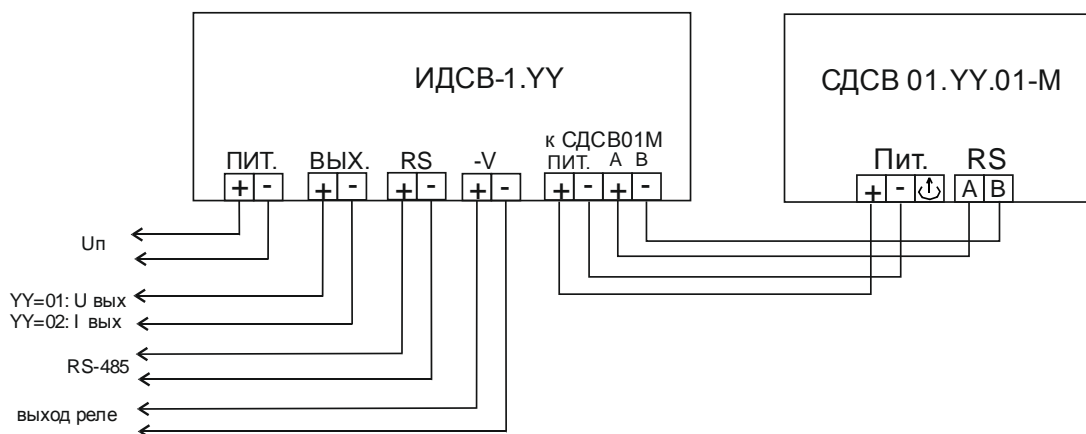 ИДСВ-1.YY
СДСВ 01.YY.01-М
к СДСВ01М
ПИТ. ВЫХ. RS -V ПИТ. А В
+ - + - + - + - + - + -
Пит. RS
+ - А В
Uп
YY=01: U вых
YY=02: I вых
RS-485
выход реле